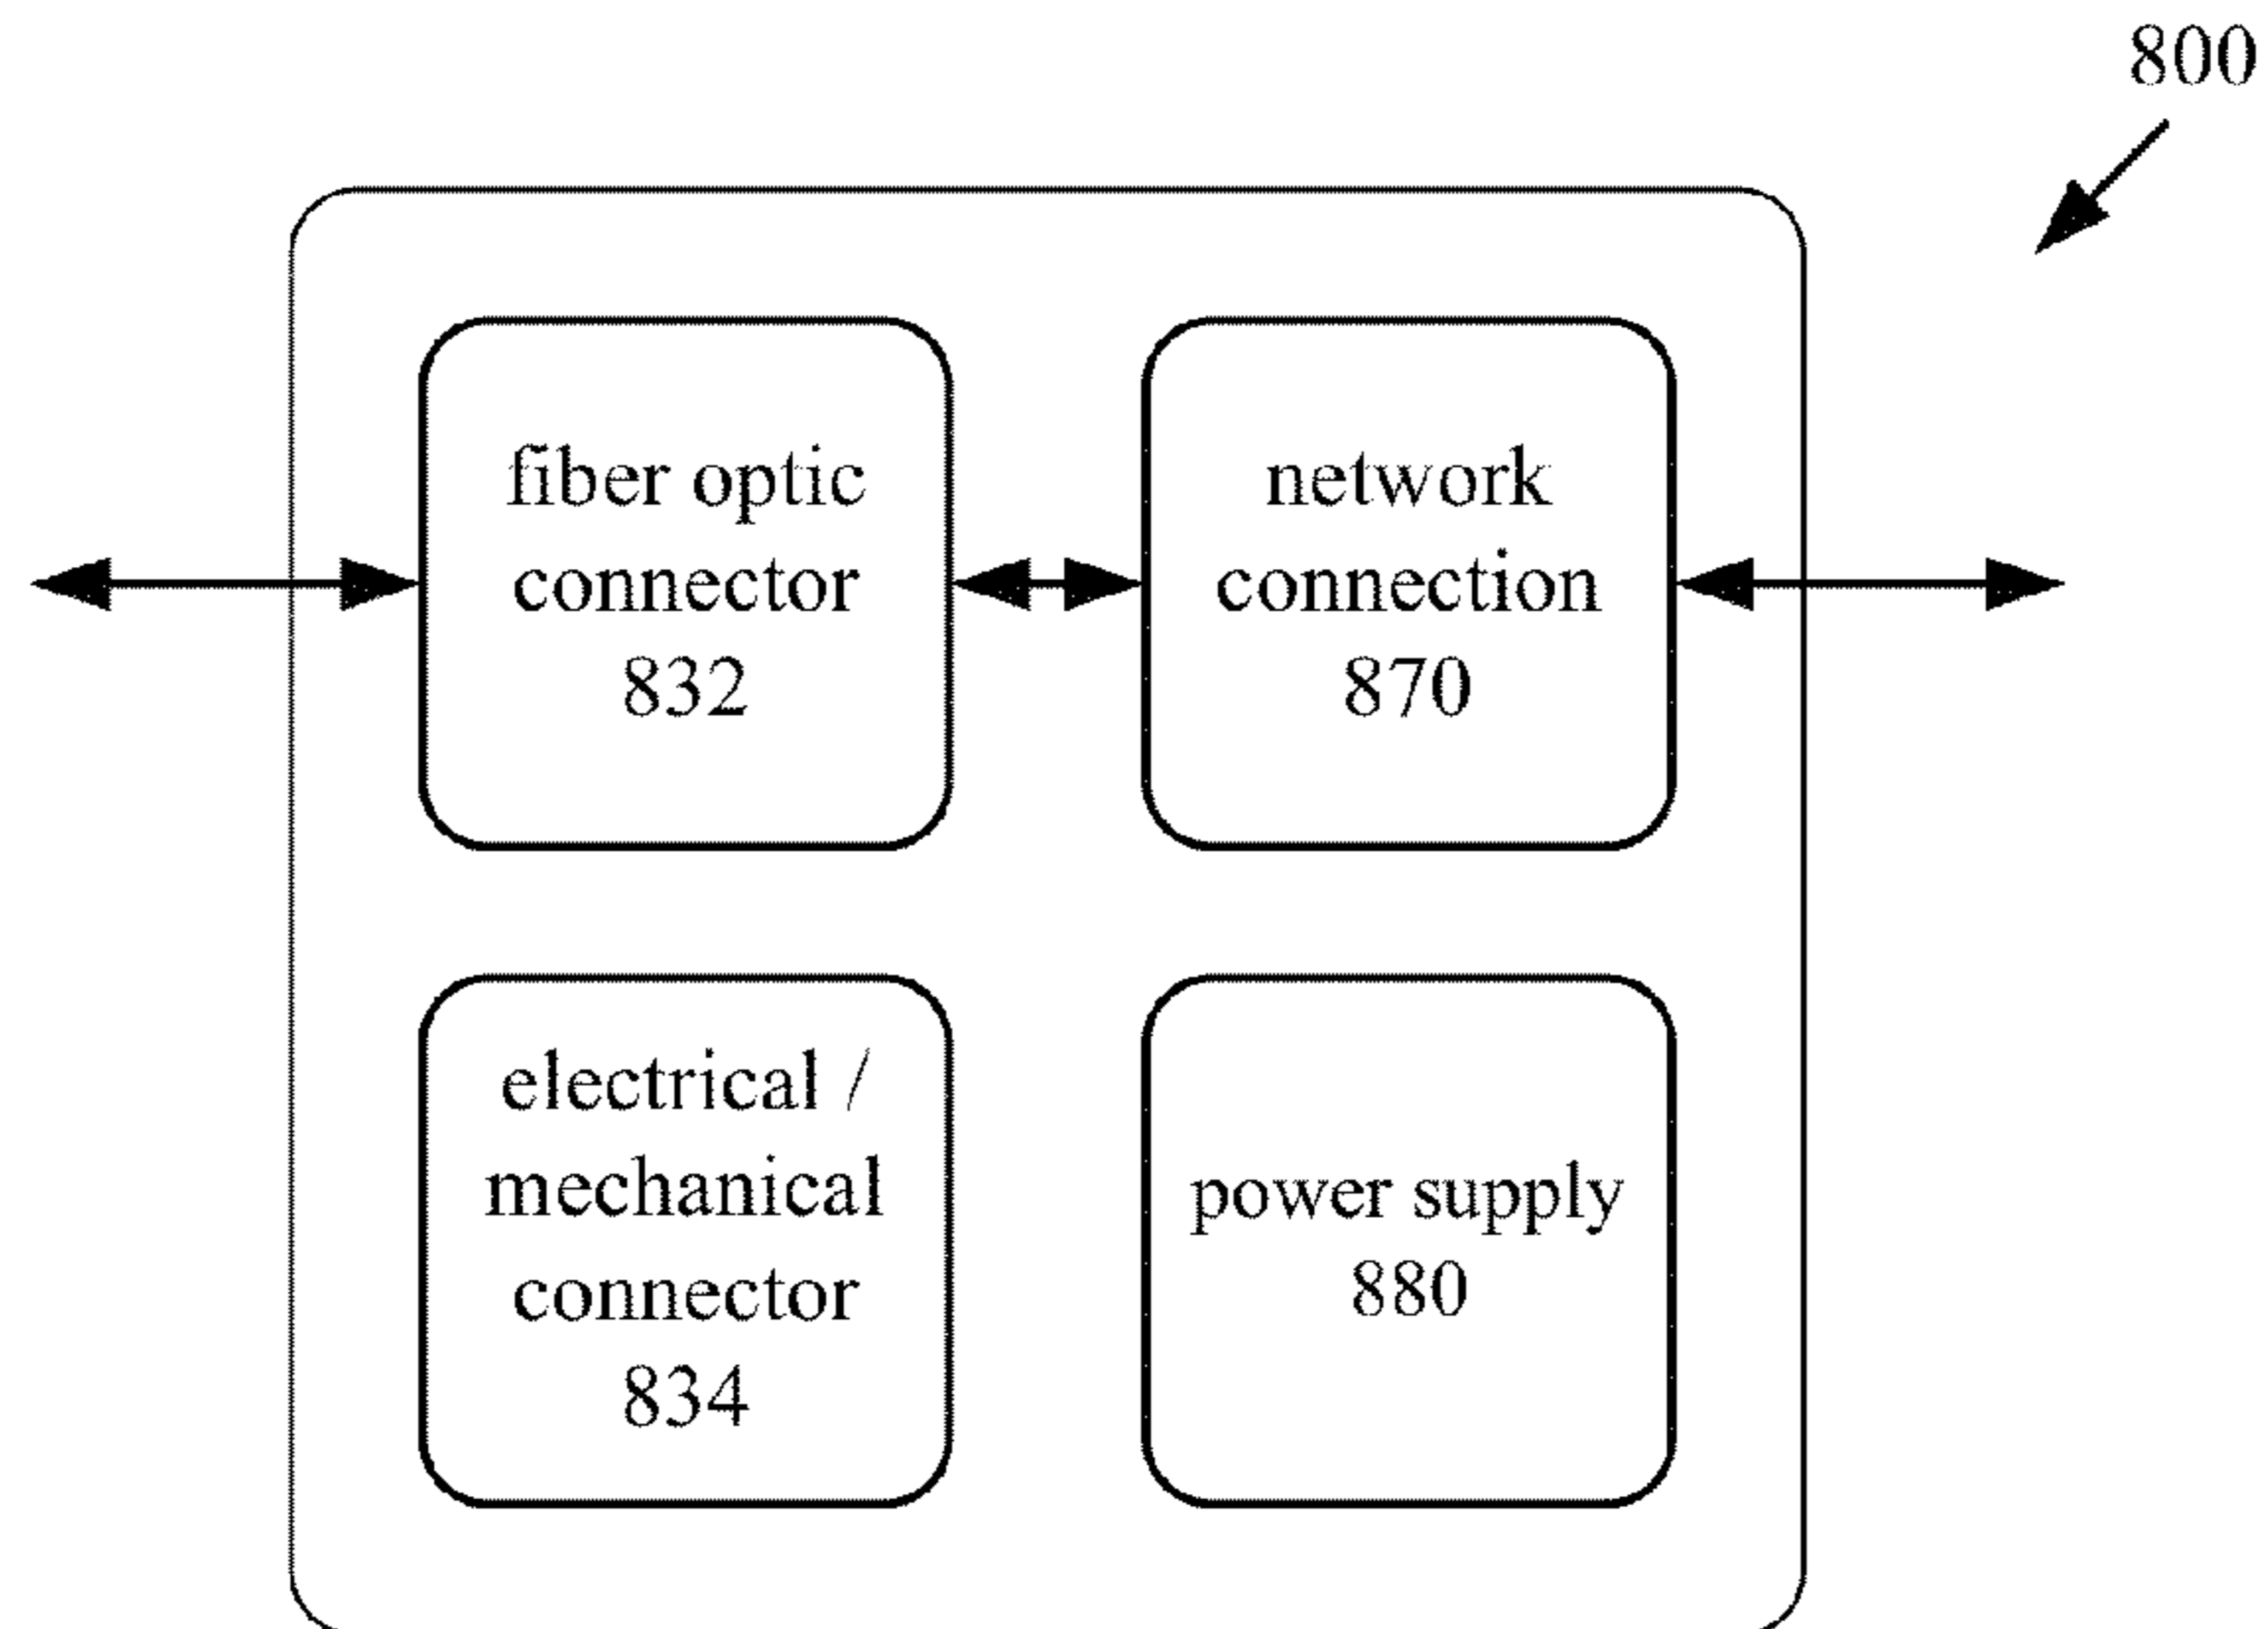 800
fiber optic
connector
832
network
connection
870
electrical /
mechanical
connector
834
power supply
880